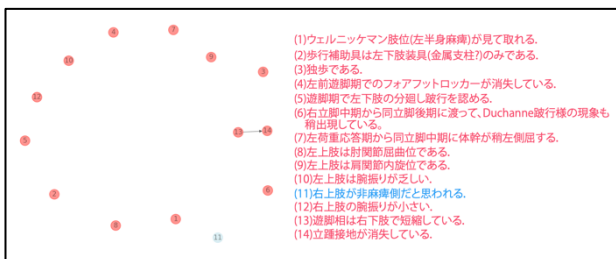 (1)ウェルニッケマン肢位(左半身麻痺)が見て取れる.
(2)歩行補助具は左下肢装具(金属支柱?)のみである.
(3)独歩である.
(4)左前遊脚期でのフォアフットロッカーが消失している.
(5)遊脚期で左下肢の分廻し跛行を認める.
(6)右立脚中期から同立脚後期に渡って、Duchanne跛行様の現象も
稍出現している。
(7)左荷重応答期から同立脚中期に体幹が稍左側屈する.
(8)左上肢は肘関節屈曲位である.
(9)左上肢は肩関節内旋位である.
(10)左上肢は腕振りが乏しい.
(11)右上肢が非麻痺側だと思われる.
(12)右上肢の腕振りが小さい.
(13)遊脚相は右下肢で短縮している.
(14)立踵接地が消失している.
4
7
10
9
3
12
13
14
5
2
6
1
8
11